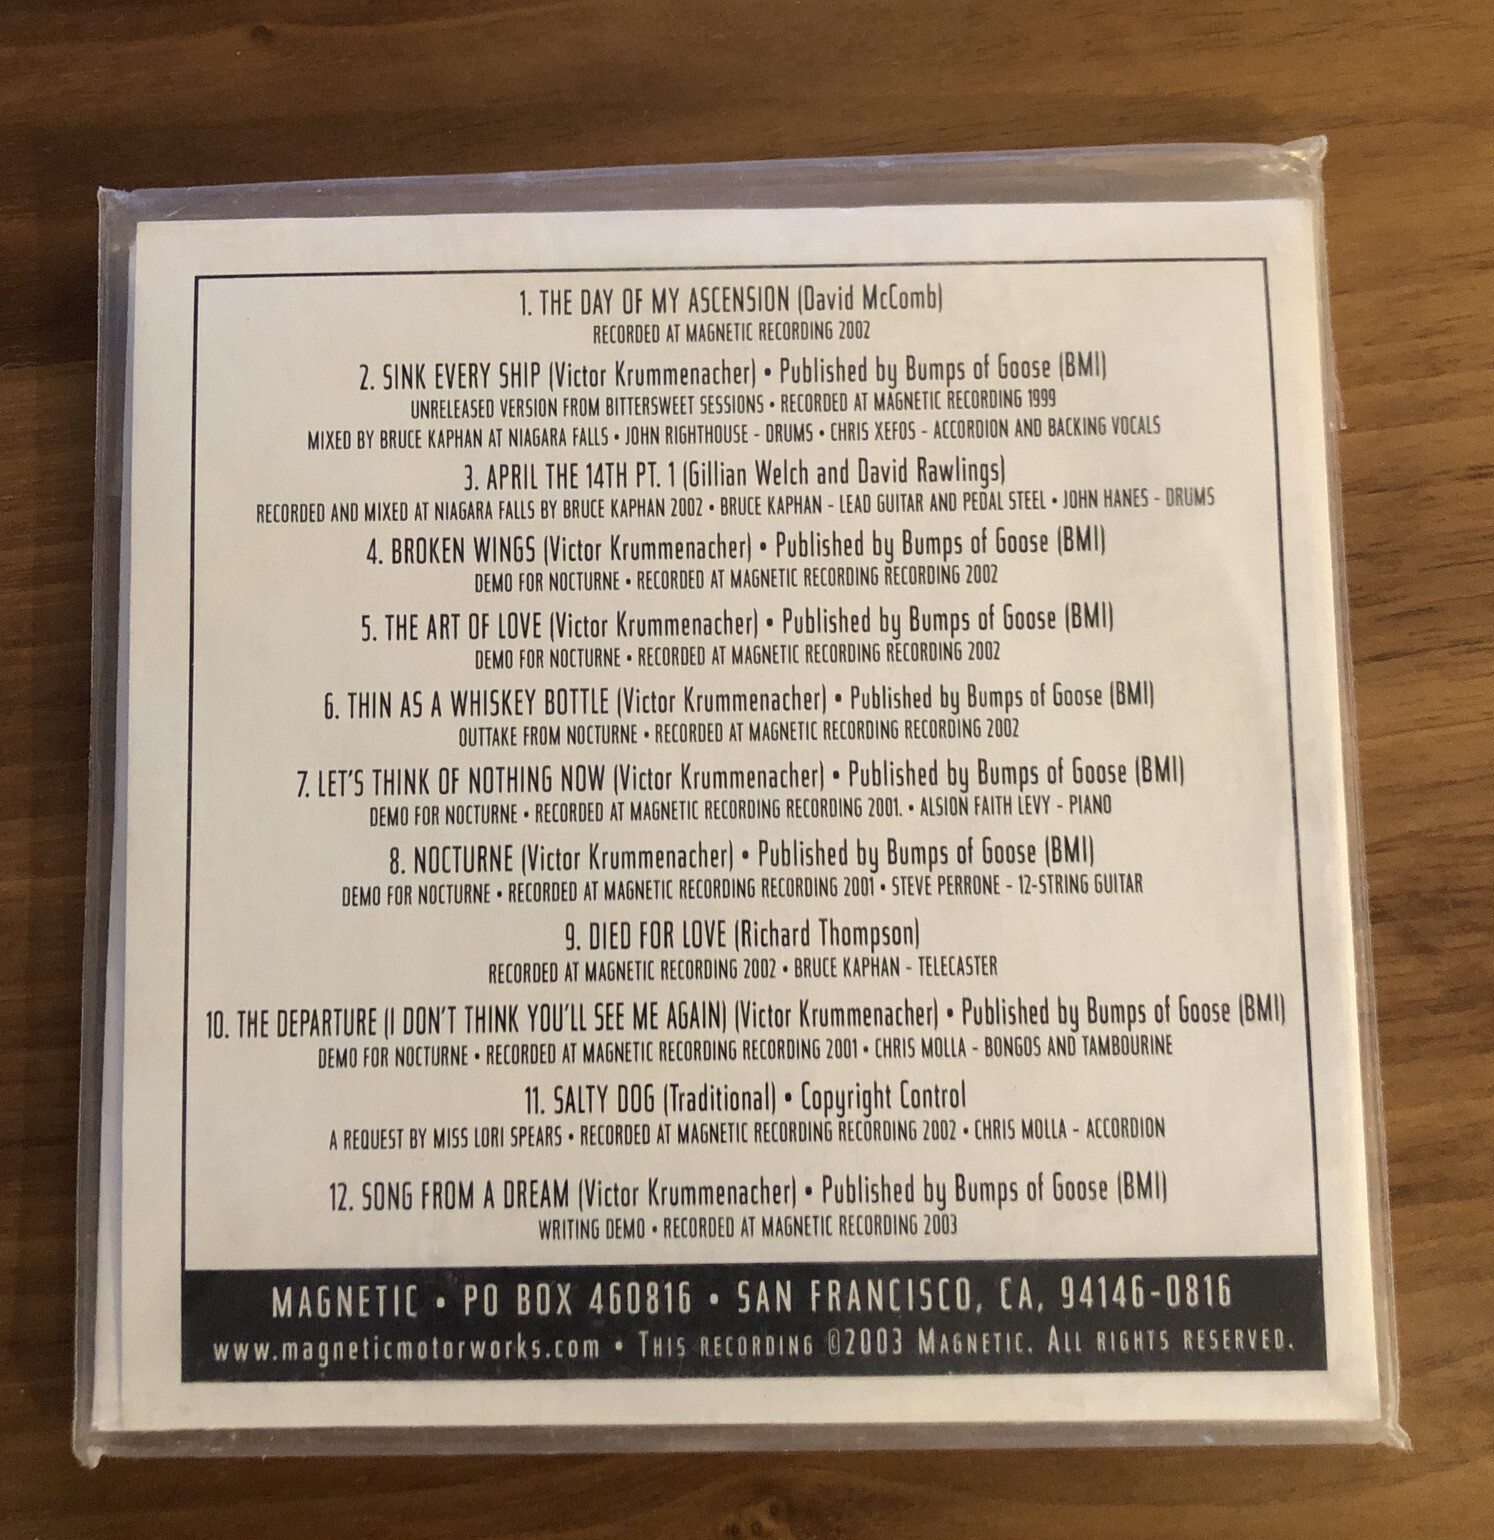 1. THE DAY OF MY ASCENSION (David McComb)
RECORDED AT MAGNETIC RECORDING 2002
2. SINK EVERY SHIP (Victor Krummenacher) • Published by Bumps of Goose (BMI)
UNRELEASED VERSION FROM BITTERSWEET SESSIONS • RECORDED AT MAGNETIC RECORDING 1999
MIXED BY BRUCE KAPHAN AT NIAGARA FALLS • JOHN RIGHTHOUSE - DRUMS • CHRIS XEFOS - ACCORDION AND BACKING VOCALS
3. APRIL THE 14TH PT. 1 (Gillian Welch and David Rawlings)
RECORDED AND MIXED AT NIAGARA FALLS BY BRUCE KAPHAN 2002 • BRUCE KAPHAN - LEAD GUITAR AND PEDAL STEEL • JOHN HANES - DRUMS
4. BROKEN WINGS (Victor Krummenacher) • Published by Bumps of Goose (BMI)
DEMO FOR NOCTURNE • RECORDED AT MAGNETIC RECORDING RECORDING 2002
5. THE ART OF LOVE (Victor Krummenacher) • Published by Bumps of Goose (BMI)
DEMO FOR NOCTURNE • RECORDED AT MAGNETIC RECORDING RECORDING 2002
6. THIN AS A WHISKEY BOTTLE (Victor Krummenacher) • Published by Bumps of Goose (BMI)
OUTTAKE FROM NOCTURNE • RECORDED AT MAGNETIC RECORDING RECORDING 2002
7. LET'S THINK OF NOTHING NOW (Victor Krummenacher) • Published by Bumps of Goose (BMI)
DEMO FOR NOCTURNE • RECORDED AT MAGNETIC RECORDING RECORDING 2001. • ALSION FAITH LEVY - PIANO
8. NOCTURNE (Victor Krummenacher) • Published by Bumps of Goose (BMI)
DEMO FOR NOCTURNE • RECORDED AT MAGNETIC RECORDING RECORDING 2001 • STEVE PERRONE - 12-STRING GUITAR
9. DIED FOR LOVE (Richard Thompson)
RECORDED AT MAGNETIC RECORDING 2002 • BRUCE KAPHAN - TELECASTER
10. THE DEPARTURE (I DON'T THINK YOU'LL SEE ME AGAIN) (Victor Krummenacher) • Published by Bumps of Goose (BMI)
DEMO FOR NOCTURNE • RECORDED AT MAGNETIC RECORDING RECORDING 2001 • CHRIS MOLLA - BONGOS AND TAMBOURINE
11. SALTY DOG (Traditional) • Copyright Control
A REQUEST BY MISS LORI SPEARS • RECORDED AT MAGNETIC RECORDING RECORDING 2002 • CHRIS MOLLA - ACCORDION
12. SONG FROM A DREAM (Victor Krummenacher) • Published by Bumps of Goose (BMI)
WRITING DEMO • RECORDED AT MAGNETIC RECORDING 2003
MAGNETIC • PO BOX 460816 • SAN FRANCISCO, CA, 94146-0816
www.magneticmotorworks.com • THIS RECORDING ©2003 MAGNETIC. ALL RIGHTS RESERVED.